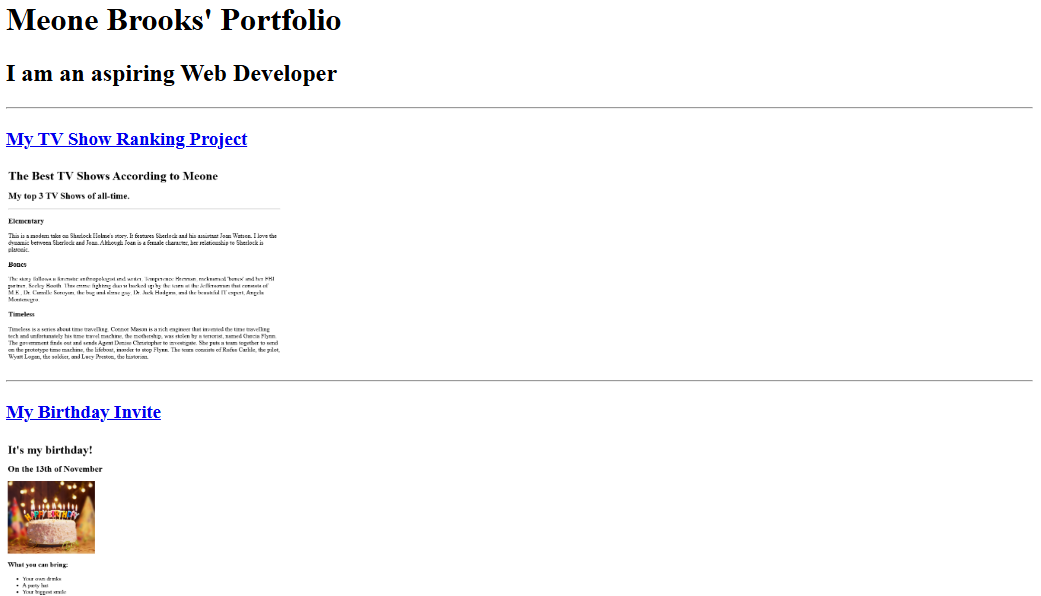 Meone Brooks' Portfolio
I am an aspiring Web Developer
My TV Show Ranking Project
The Best TV Shows According to Meone
My top 3 TV Shows of all-time.
Elementary
This is a modern take on Sherlock Holme's story. It features Sherlock and his assistant Joan Watson. I love the
dynamic between Sherlock and Joan. Although Joan is a female character, her relationship to Sherlock is
platonic.
Bones
The story follows a forensic anthropologist and writer, Temperence Brennan, nicknamed 'bones' and her FBI
partner, Seeley Booth. This crime fighting duo is backed up by the team at the Jeffersonian that consists of
M.E., Dr. Camille Saroyan, the bug and slime guy, Dr. Jack Hodgins, and the beautiful IT expert, Angela
Montenegro.
Timeless
Timeless is a series about time travelling. Connor Mason is a rich engineer that invented the time travelling
tech and unfortunately his time travel machine, the mothership, was stolen by a terrorist, named Garcia Flynn.
The government finds out and sends Agent Denise Christopher to investigate. She puts a team together to send
on the prototype time machine, the lifeboat, inorder to stop Flynn. The team consists of Rufus Carlile, the pilot,
Wyatt Logan, the soldier, and Lucy Preston, the historian.
My Birthday Invite
It's my birthday!
On the 13th of November
HAPPY BIRTHDAY
What you can bring:
• Your own drinks
• A party hat
• Your biggest smile